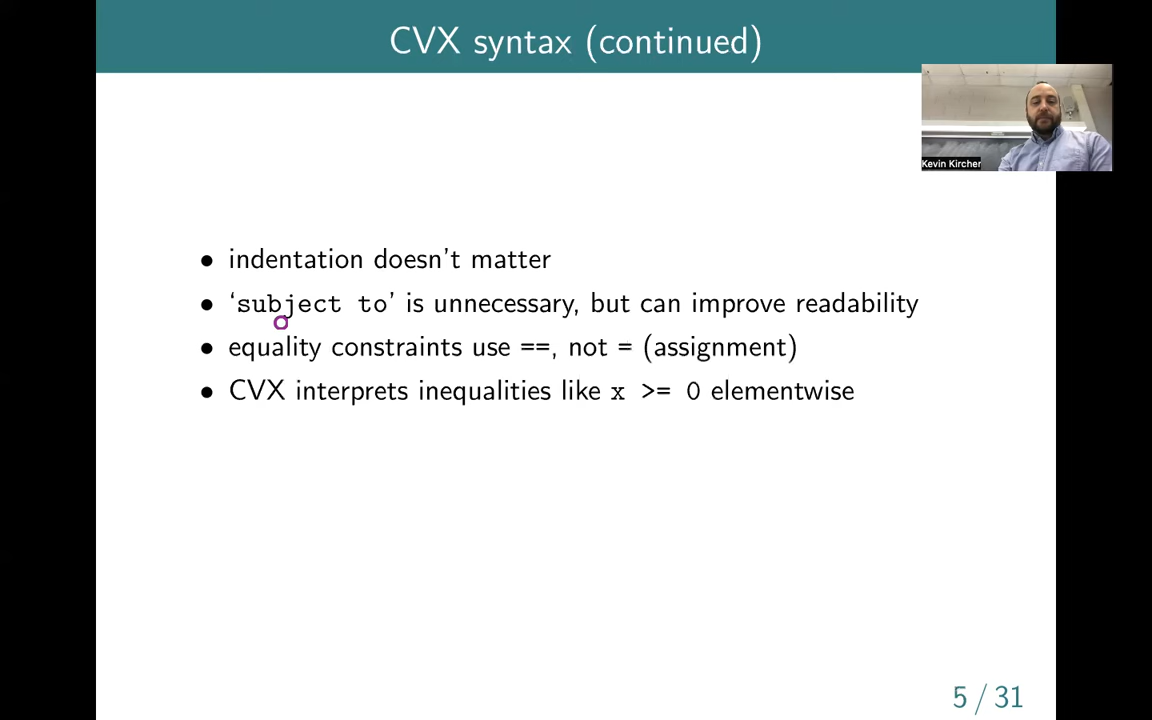 CVX syntax (continued)
Kevin Kircher
• indentation doesn't matter
• ‘subject to’ is unnecessary, but can improve readability
• equality constraints use ==, not = (assignment)
• CVX interprets inequalities like x >= 0 elementwise
5 / 31